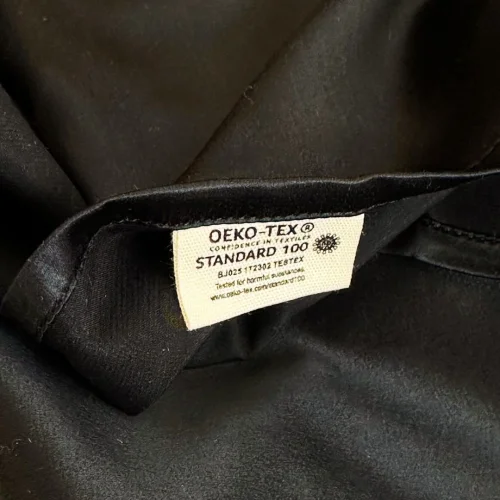 OEKO-TEX®
CONFIDENCE IN TEXTILES
STANDARD 100
BJ025 172302 TESTEX
Tested for harmful substances.
www.oeko-tex.com/standard100